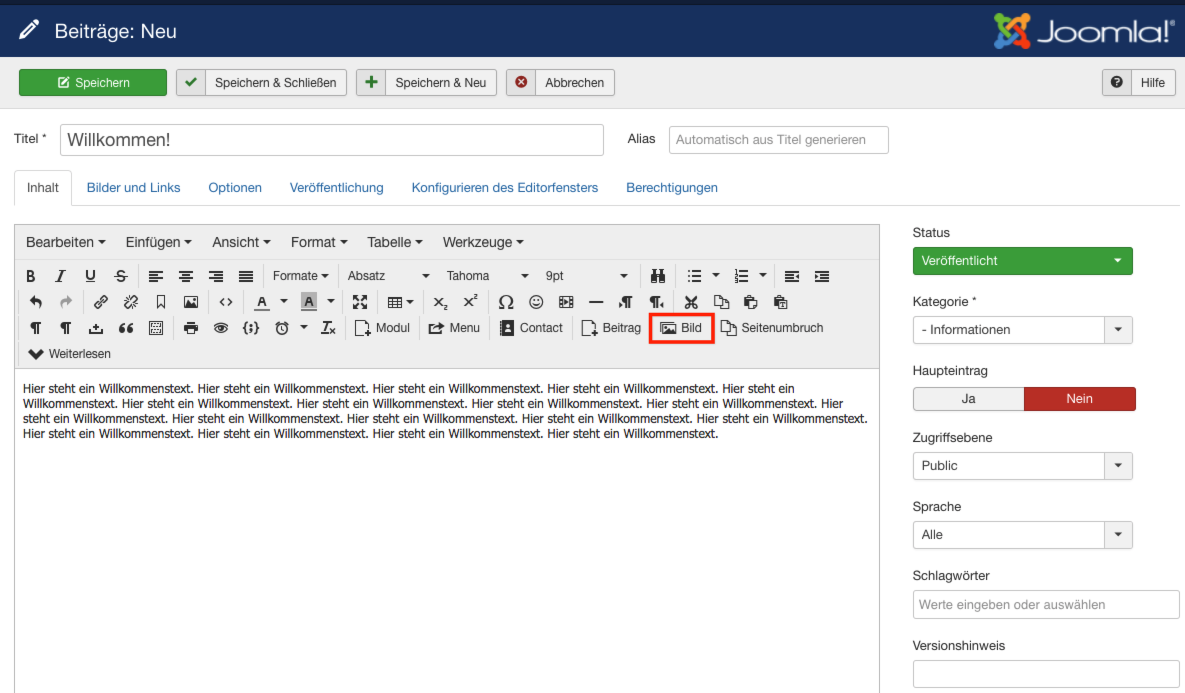 Beiträge: Neu
Joomla!®
Speichern
Speichern & Schließen
Speichern & Neu
Abbrechen
Hilfe
Titel *
Willkommen!
Alias
Automatisch aus Titel generieren
Inhalt
Bilder und Links
Optionen
Veröffentlichung
Konfigurieren des Editorfensters
Berechtigungen
Bearbeiten
Einfügen
Ansicht
Format
Tabelle
Werkzeuge
Formate
Absatz
Tahoma
9pt
Modul
Menu
Contact
Beitrag
Bild
Seitenumbruch
Weiterlesen
Hier steht ein Willkommenstext. Hier steht ein Willkommenstext. Hier steht ein Willkommenstext. Hier steht ein Willkommenstext. Hier steht ein
Willkommenstext. Hier steht ein Willkommenstext. Hier steht ein Willkommenstext. Hier steht ein Willkommenstext. Hier steht ein Willkommenstext. Hier
steht ein Willkommenstext. Hier steht ein Willkommenstext. Hier steht ein Willkommenstext. Hier steht ein Willkommenstext. Hier steht ein Willkommenstext.
Hier steht ein Willkommenstext. Hier steht ein Willkommenstext. Hier steht ein Willkommenstext. Hier steht ein Willkommenstext.
Status
Veröffentlicht
Kategorie *
- Informationen
Haupteintrag
Ja
Nein
Zugriffsebene
Public
Sprache
Alle
Schlagwörter
Werte eingeben oder auswählen
Versionshinweis